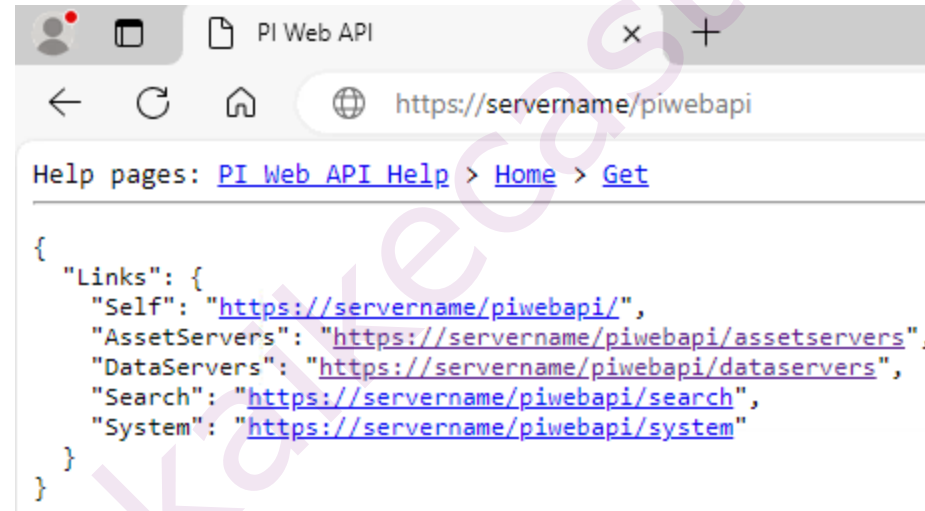 PI Web API
https://servername/piwebapi
Help pages: PI Web API Help > Home > Get
{
"Links": {
"Self": "https://servername/piwebapi/",
"AssetServers": "https://servername/piwebapi/assetservers",
"DataServers": "https://servername/piwebapi/dataservers",
"Search": "https://servername/piwebapi/search",
"System": "https://servername/piwebapi/system"
}
}
kaikecast